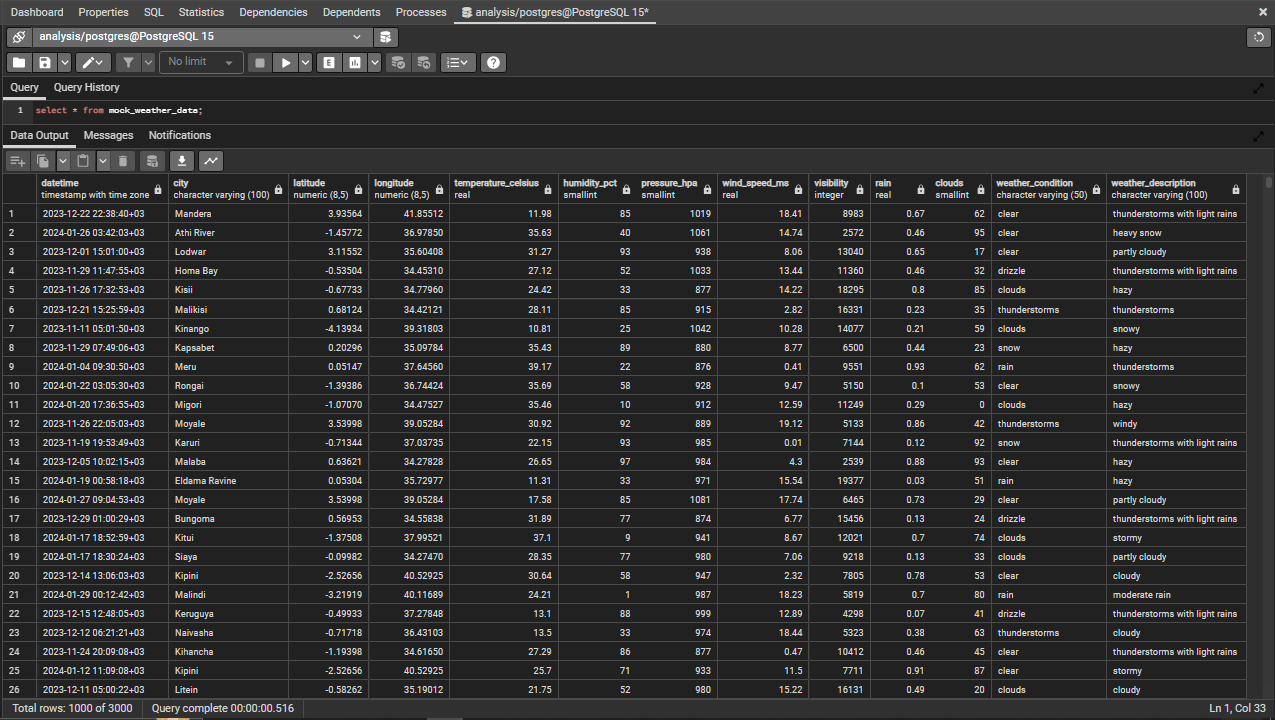 Dashboard Properties SQL Statistics Dependencies Dependents Processes analysis/postgres@PostgreSQL 15*
analysis/postgres@PostgreSQL 15
No limit
Query Query History
1 select * from mock_weather_data;
Data Output Messages Notifications
datetime city latitude longitude temperature_celsius humidity_pct pressure_hpa wind_speed_ms visibility rain clouds weather_condition weather_description
timestamp with time zone character varying (100) numeric (8,5) numeric (8,5) real smallint smallint real integer real smallint character varying (50) character varying (100)
1 2023-12-22 22:38:40+03 Mandera 3.93564 41.85512 11.98 85 1019 18.41 8983 0.67 62 clear thunderstorms with light rains
2 2024-01-26 03:42:03+03 Athi River -1.45772 36.97850 35.63 40 1061 14.74 2572 0.46 95 clear heavy snow
3 2023-12-01 15:01:00+03 Lodwar 3.11552 35.60408 31.27 93 938 8.06 13040 0.65 17 clear partly cloudy
4 2023-11-29 11:47:55+03 Homa Bay -0.53504 34.45310 27.12 52 1033 13.44 11360 0.46 32 drizzle thunderstorms with light rains
5 2023-11-26 17:32:53+03 Kisii -0.67733 34.77960 24.42 33 877 14.22 18295 0.8 85 clouds hazy
6 2023-12-21 15:25:59+03 Malikisi 0.68124 34.42121 28.11 85 915 2.82 16331 0.23 35 thunderstorms thunderstorms
7 2023-11-11 05:01:50+03 Kinango -4.13934 39.31803 10.81 25 1042 10.28 14077 0.21 59 clouds snowy
8 2023-11-29 07:49:06+03 Kapsabet 0.20296 35.09784 35.43 89 880 8.77 6500 0.44 23 snow hazy
9 2024-01-04 09:30:50+03 Meru 0.05147 37.64560 39.17 22 876 0.41 9551 0.93 62 rain thunderstorms
10 2024-01-22 03:05:30+03 Rongai -1.39386 36.74424 35.69 58 928 9.47 5150 0.1 53 clear snowy
11 2024-01-20 17:36:55+03 Migori -1.07070 34.47527 35.46 10 912 12.59 11249 0.29 0 clouds hazy
12 2023-11-26 22:05:03+03 Moyale 3.53998 39.05284 30.92 92 889 19.12 5133 0.86 42 thunderstorms windy
13 2023-11-19 19:53:49+03 Karuri -0.71344 37.03735 22.15 93 985 0.01 7144 0.12 92 snow thunderstorms with light rains
14 2023-12-05 10:02:15+03 Malaba 0.63621 34.27828 26.65 97 984 4.3 2539 0.88 93 clear hazy
15 2024-01-19 00:58:18+03 Eldama Ravine 0.05304 35.72977 11.31 33 971 15.54 19377 0.03 51 rain hazy
16 2024-01-27 09:04:53+03 Moyale 3.53998 39.05284 17.58 85 1081 17.74 6465 0.73 29 clear partly cloudy
17 2023-12-29 01:00:29+03 Bungoma 0.56953 34.55838 31.89 77 874 6.77 15456 0.13 24 drizzle thunderstorms with light rains
18 2024-01-17 18:52:59+03 Kitui -1.37508 37.99521 37.1 9 941 8.67 12021 0.7 74 clouds stormy
19 2024-01-17 18:30:24+03 Siaya -0.09982 34.27470 28.35 77 980 7.06 9218 0.13 33 clouds partly cloudy
20 2023-12-14 13:06:03+03 Kipini -2.52656 40.52925 30.64 58 947 2.32 7805 0.78 53 clear cloudy
21 2024-01-29 00:12:42+03 Malindi -3.21919 40.11689 24.21 1 987 18.23 5819 0.7 80 rain moderate rain
22 2023-12-15 12:48:05+03 Keruguya -0.49933 37.27848 13.1 88 999 12.89 4298 0.07 41 drizzle thunderstorms with light rains
23 2023-12-12 06:21:21+03 Naivasha -0.71718 36.43103 13.5 33 974 18.44 5323 0.38 63 thunderstorms cloudy
24 2023-11-24 20:09:08+03 Kihancha -1.19398 34.61650 27.29 86 877 0.47 10412 0.46 45 clear thunderstorms with light rains
25 2024-01-12 11:09:08+03 Kipini -2.52656 40.52925 25.7 71 933 11.5 7711 0.91 87 clear stormy
26 2023-12-11 05:00:22+03 Litein -0.58262 35.19012 21.75 52 980 15.22 16131 0.49 20 clouds cloudy
Total rows: 1000 of 3000 Query complete 00:00:00.516 Ln 1, Col 33